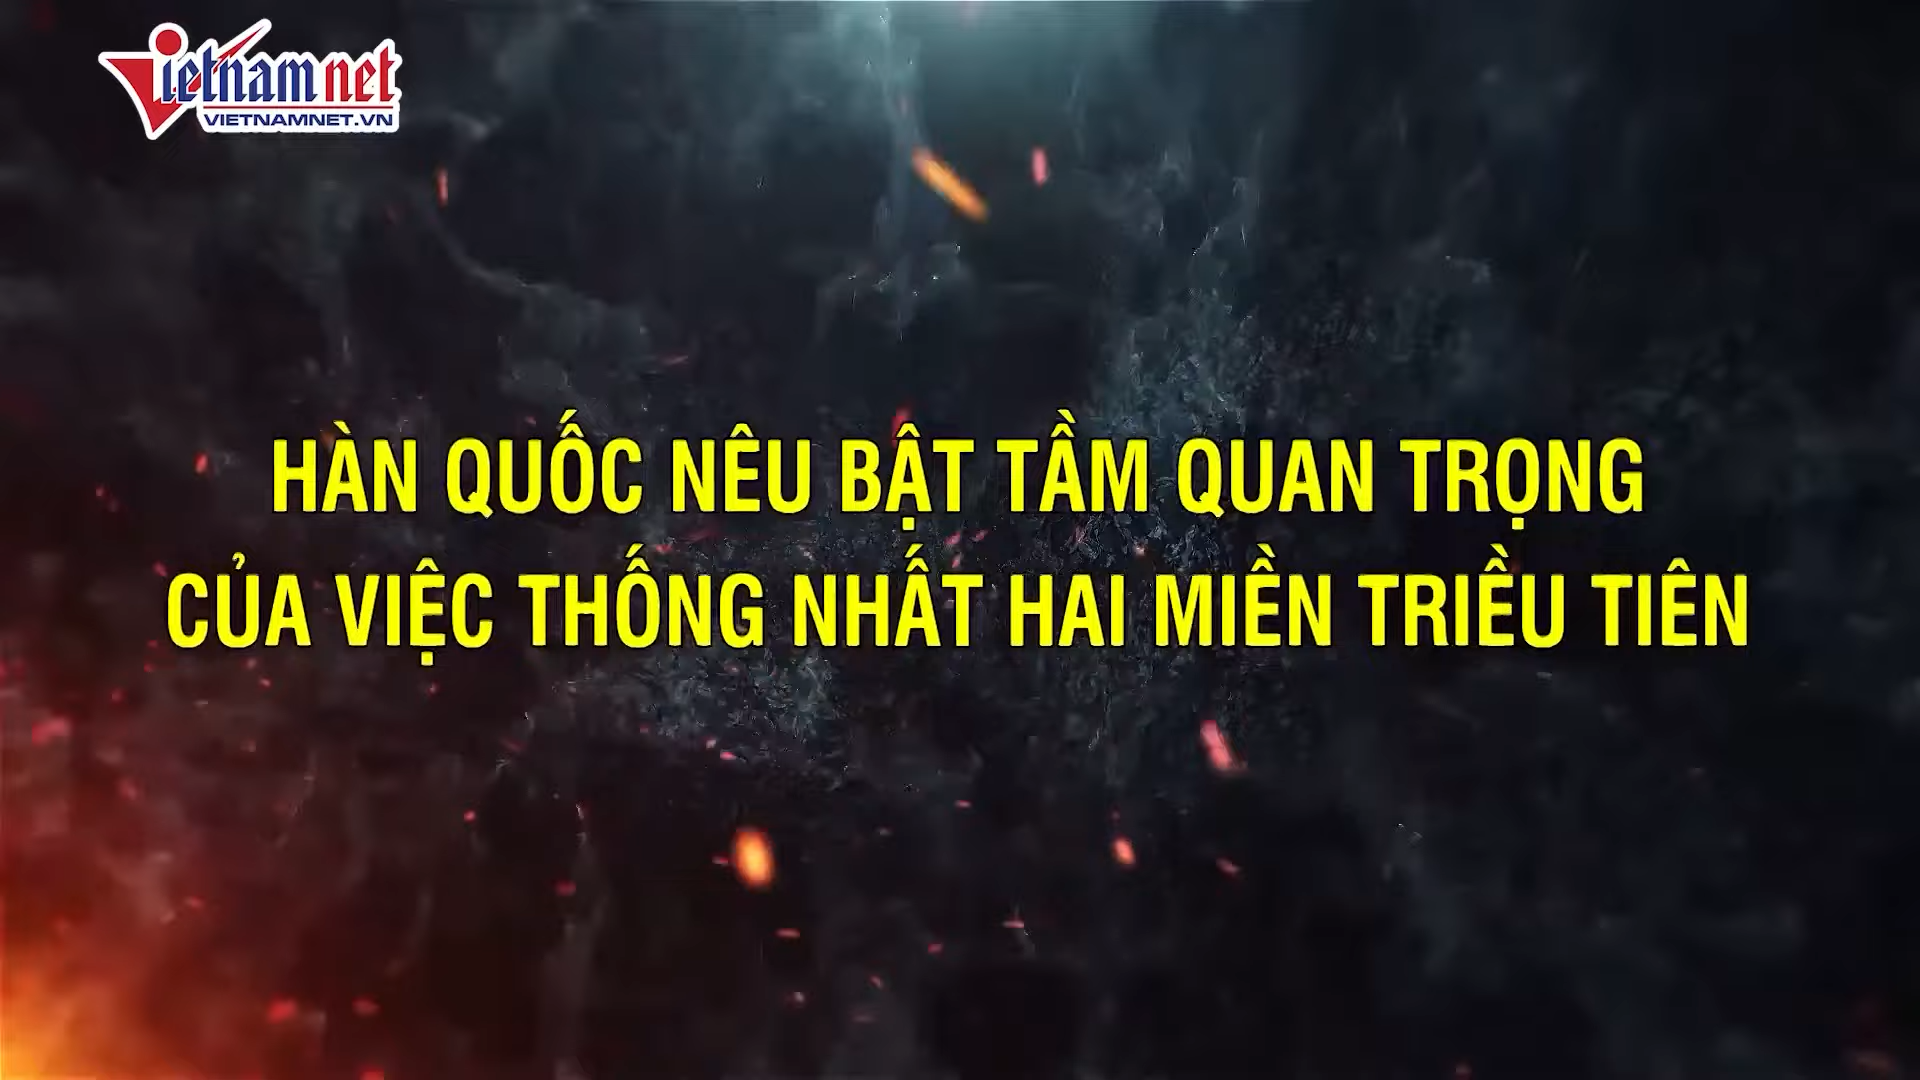 vietnamnet
VIETNAMNET.VN
HÀN QUỐC NÊU BẬT TẦM QUAN TRỌNG
CỦA VIỆC THỐNG NHẤT HAI MIỀN TRIỀU TIÊN